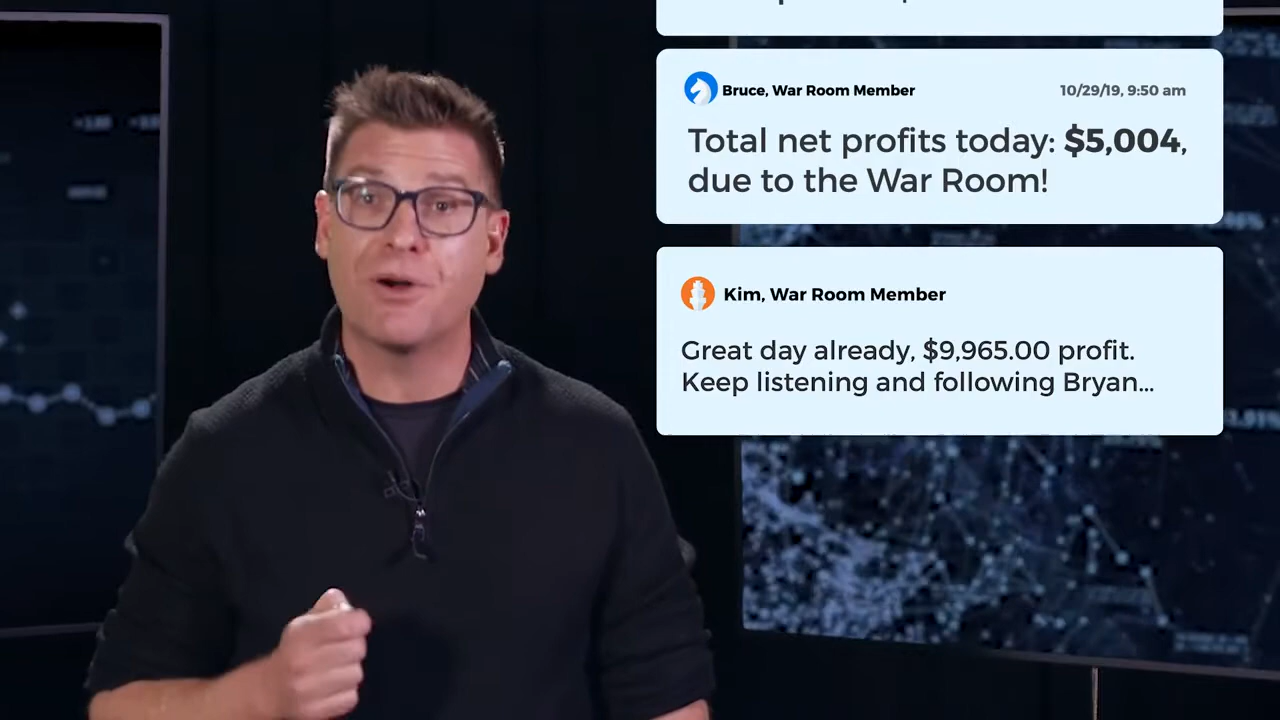 Bruce, War Room Member
10/29/19, 9:50 am
Total net profits today: $5,004,
due to the War Room!
Kim, War Room Member
Great day already, $9,965.00 profit.
Keep listening and following Bryan...